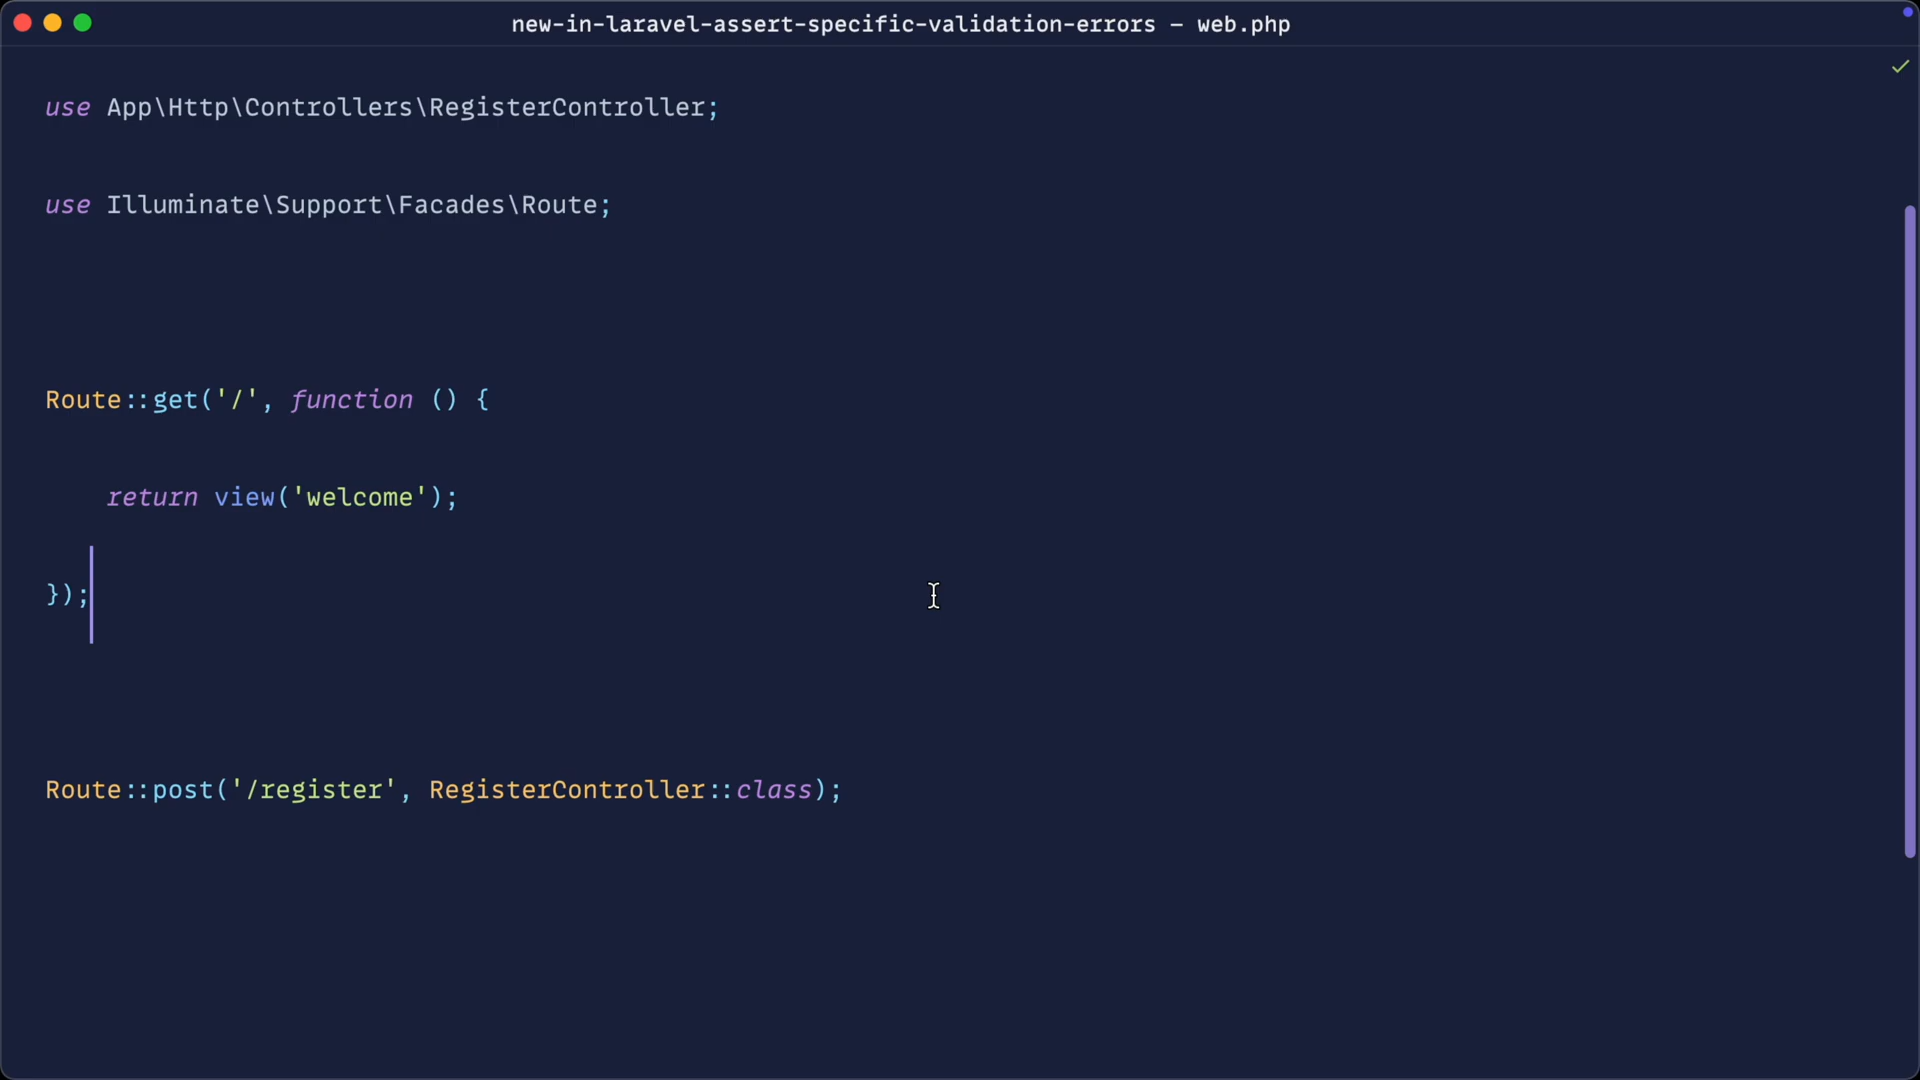 new-in-laravel-assert-specific-validation-errors – web.php
use App\Http\Controllers\RegisterController;
use Illuminate\Support\Facades\Route;
Route::get('/', function () {
    return view('welcome');
});
Route::post('/register', RegisterController::class);